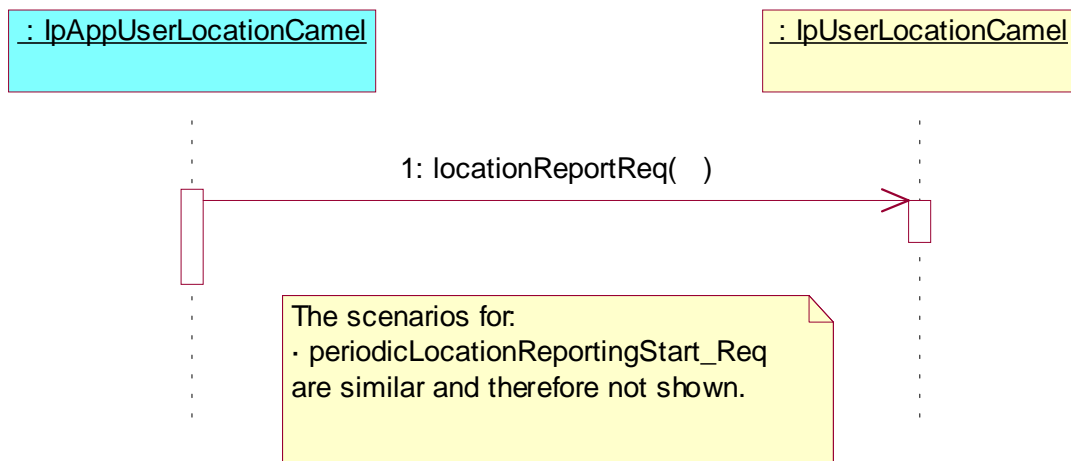 : IpAppUserLocationCamel
: IpUserLocationCamel
1: locationReportReq( )
The scenarios for:
· periodicLocationReportingStart_Req
are similar and therefore not shown.